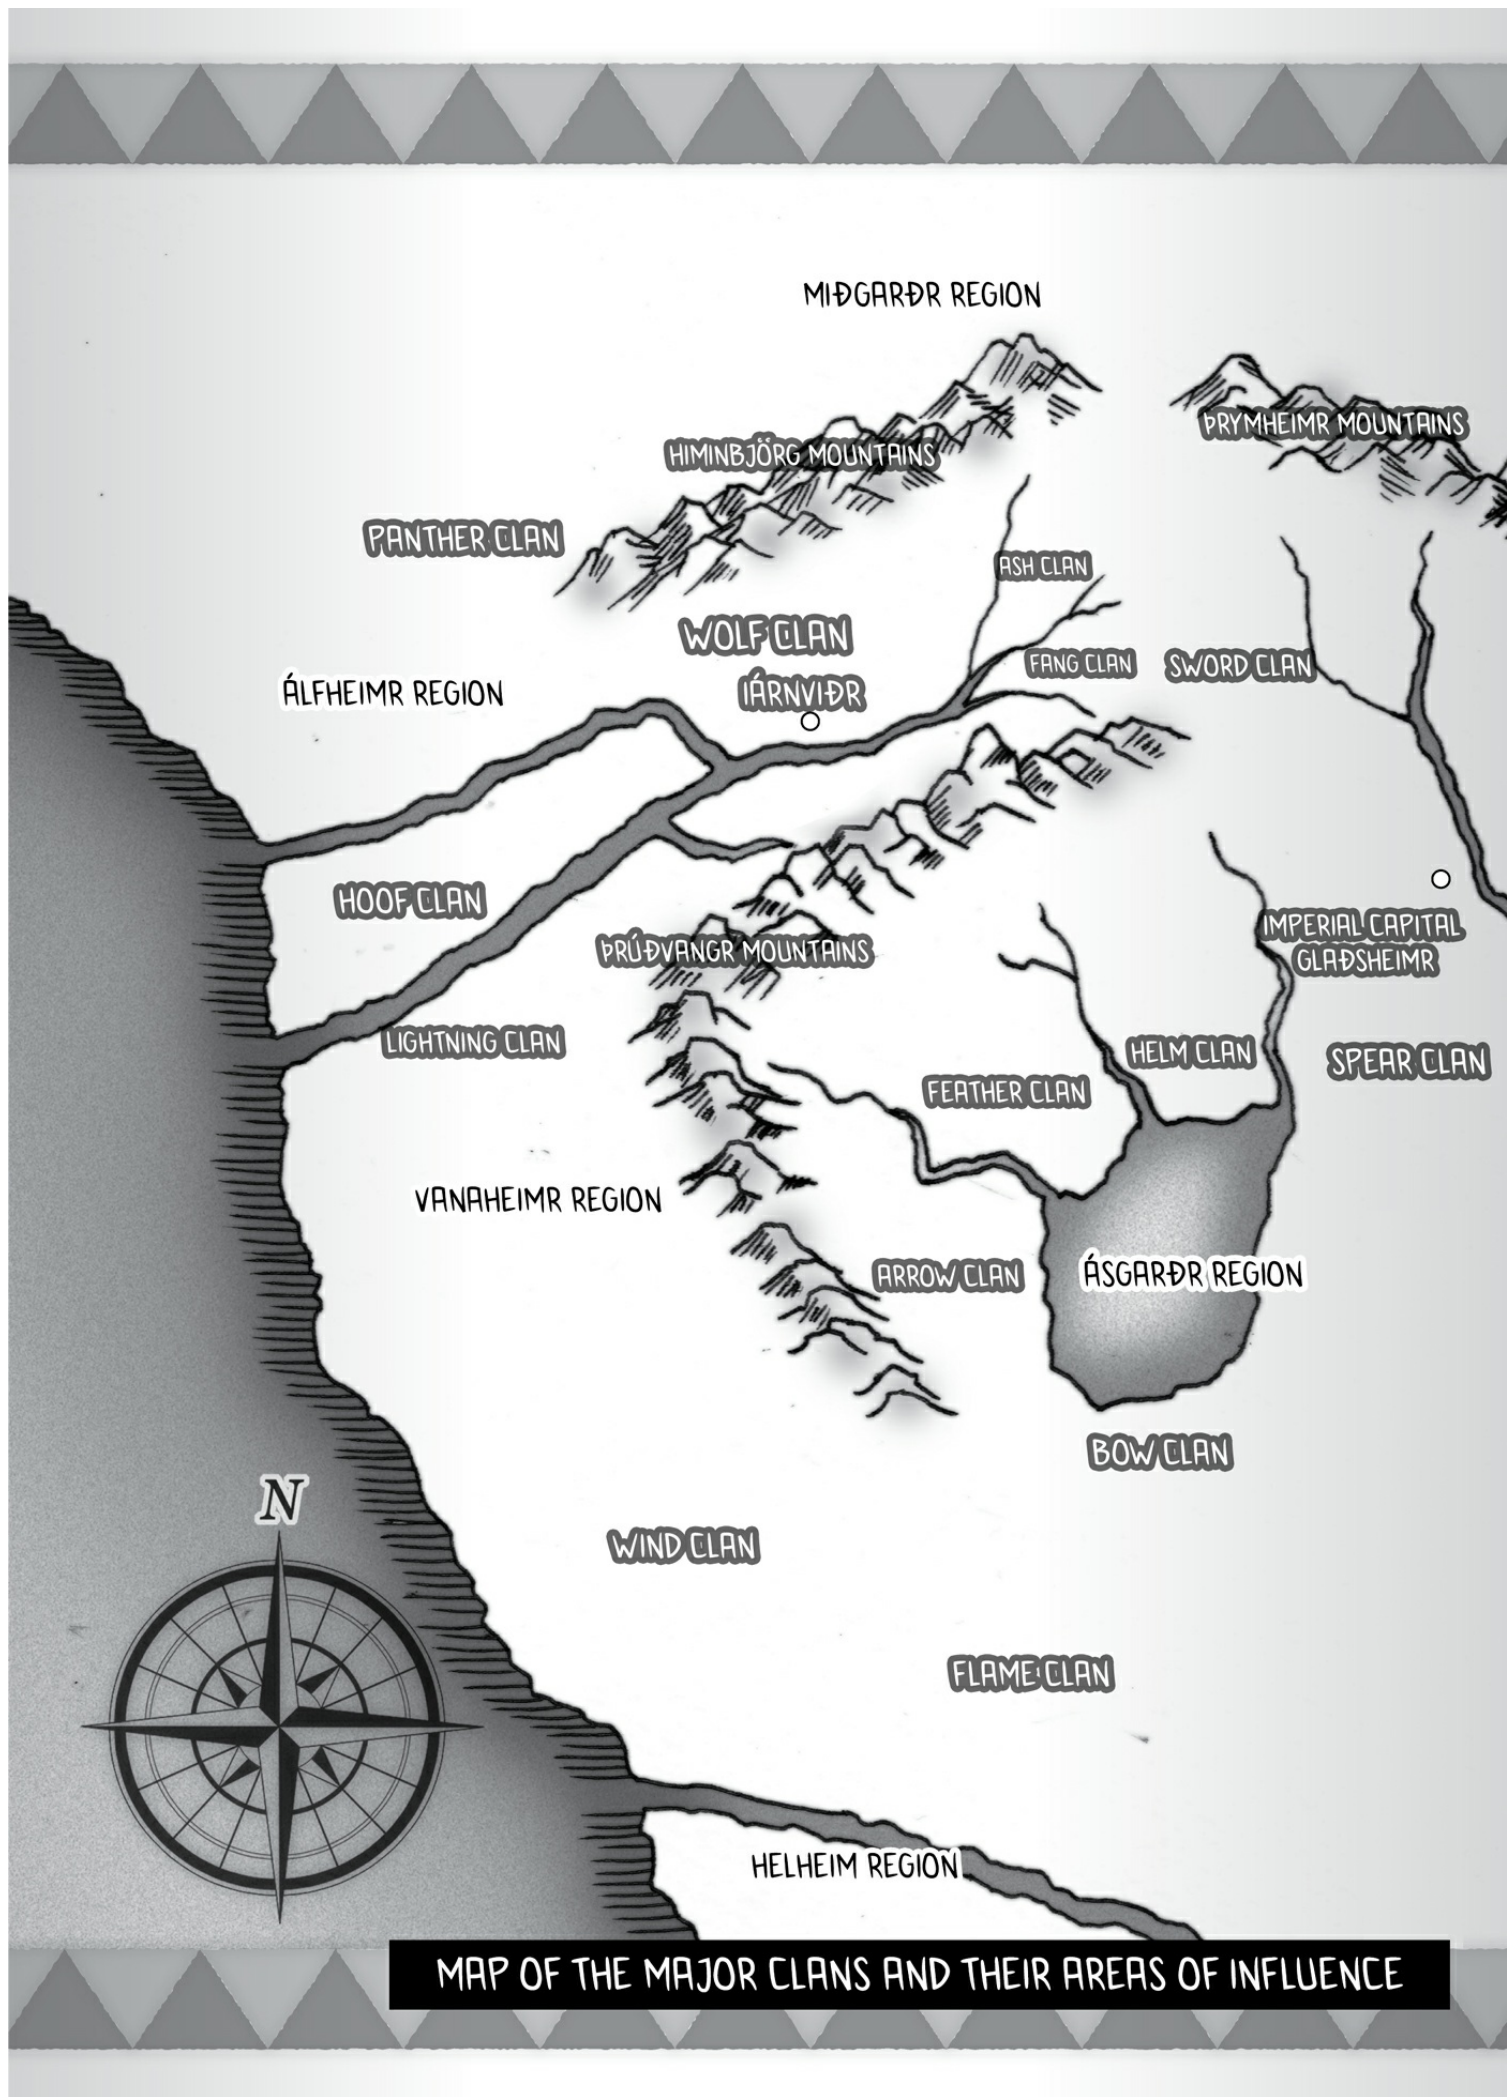 MIÐGARÐR REGION
ÞRYMHEIMR MOUNTAINS
HIMINBJÖRG MOUNTAINS
PANTHER CLAN
ASH CLAN
WOLF CLAN
FANG CLAN
SWORD CLAN
ÁLFHEIMR REGION
IÁRNVIÐR
HOOF CLAN
IMPERIAL CAPITAL
GLAÐSHEIMR
ÞRÚÐVANGR MOUNTAINS
LIGHTNING CLAN
HELM CLAN
SPEAR CLAN
FEATHER CLAN
VANAHEIMR REGION
ARROW CLAN
ÁSGARÐR REGION
BOW CLAN
N
WIND CLAN
FLAME CLAN
HELHEIM REGION
MAP OF THE MAJOR CLANS AND THEIR AREAS OF INFLUENCE